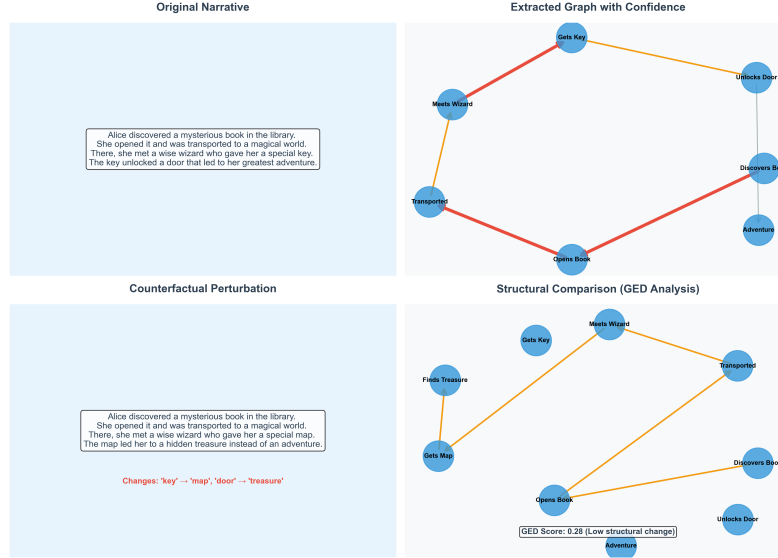 Original Narrative
Alice discovered a mysterious book in the library.
She opened it and was transported to a magical world.
There, she met a wise wizard who gave her a special key.
The key unlocked a door that led to her greatest adventure.
Extracted Graph with Confidence
Gets Key
Unlocks Door
Meets Wizard
Discovers Bo
Transported
Adventure
Opens Book
Counterfactual Perturbation
Alice discovered a mysterious book in the library.
She opened it and was transported to a magical world.
There, she met a wise wizard who gave her a special map.
The map led her to a hidden treasure instead of an adventure.
Changes: 'key' → 'map', 'door' → 'treasure'
Structural Comparison (GED Analysis)
Meets Wizard
Gets Key
Transported
Finds Treasure
Gets Map
Discovers Boo
Opens Book
Unlocks Door
GED Score: 0.28 (Low structural change)
Adventure